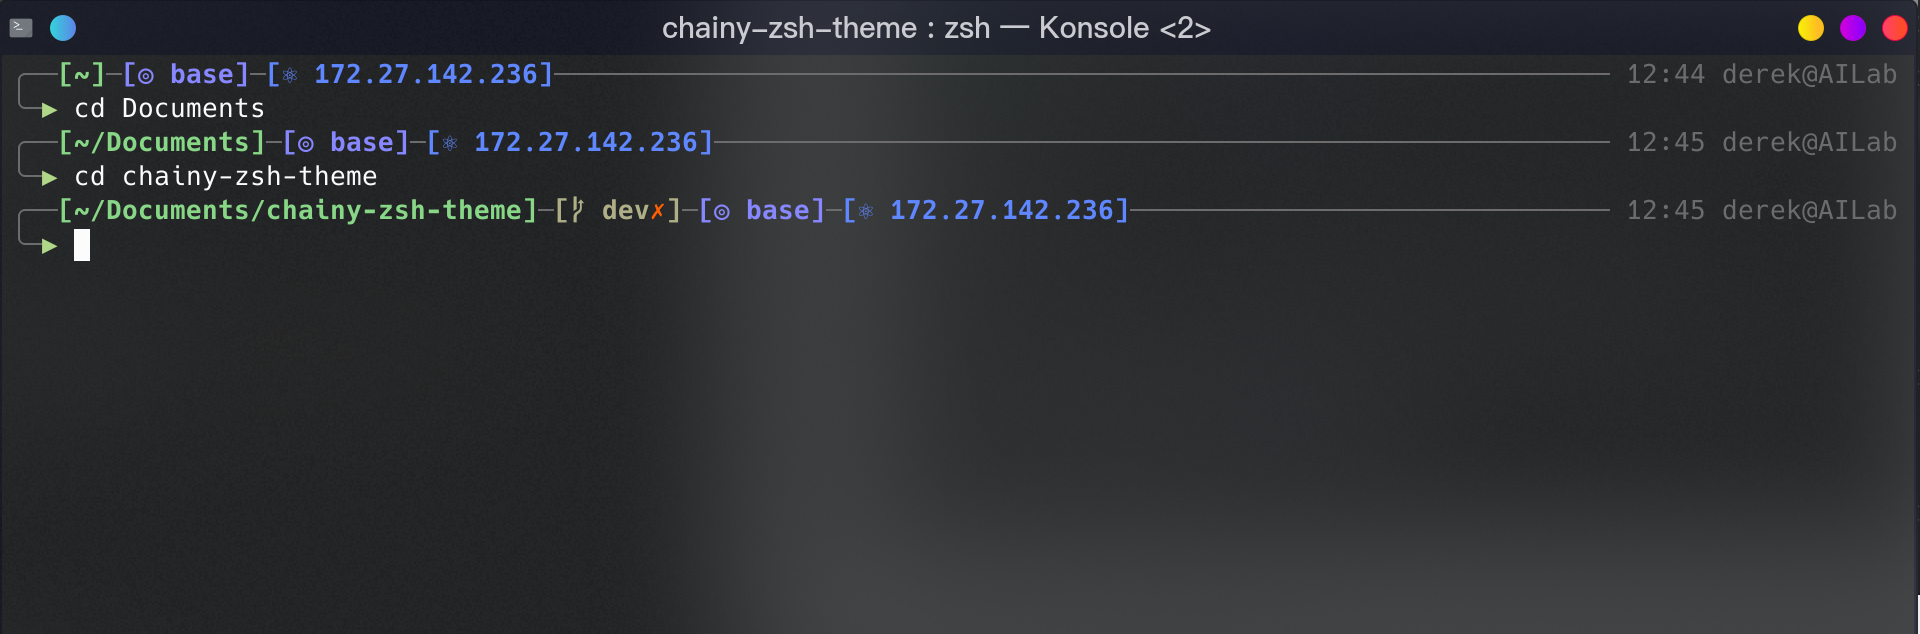 chainy-zsh-theme : zsh — Konsole <2>
[~]─[◎ base]─[⚛ 172.27.142.236] 12:44 derek@AILab
cd Documents
[~/Documents]─[◎ base]─[⚛ 172.27.142.236] 12:45 derek@AILab
cd chainy-zsh-theme
[~/Documents/chainy-zsh-theme]─[ᚴ dev✗]─[◎ base]─[⚛ 172.27.142.236] 12:45 derek@AILab